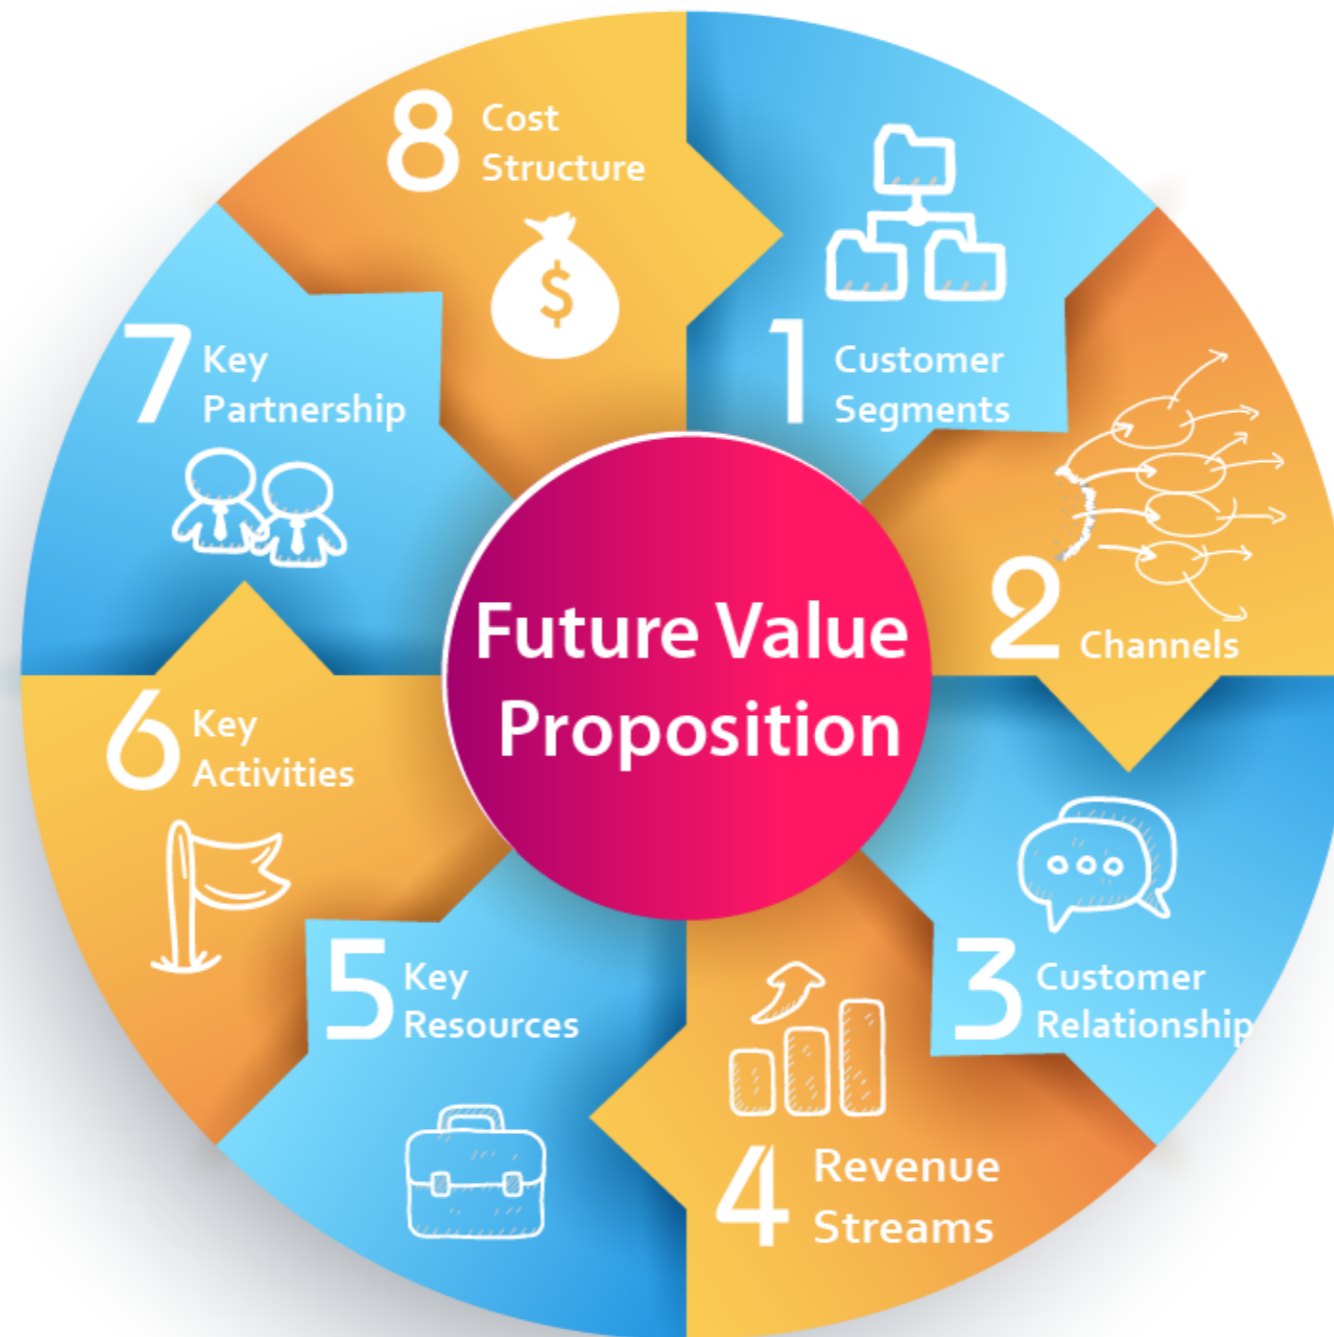 8 Cost
Structure
$
1 Customer
Segments
2 Channels
3 Customer
Relationship
4 Revenue
Streams
5 Key
Resources
6 Key
Activities
7 Key
Partnership
Future Value
Proposition